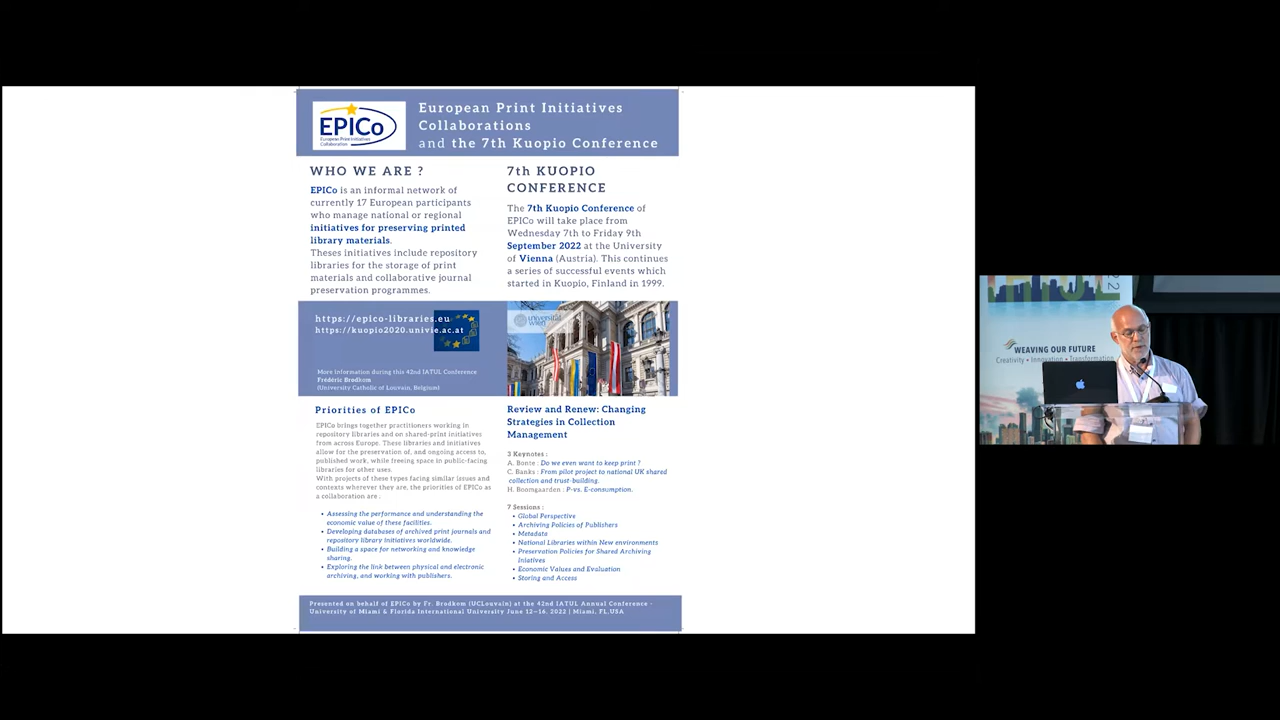 EPICo
European Print Initiatives
Collaboration
European Print Initiatives
Collaborations
and the 7th Kuopio Conference
WHO WE ARE ?
EPICo is an informal network of
currently 17 European participants
who manage national or regional
initiatives for preserving printed
library materials.
Theses initiatives include repository
libraries for the storage of print
materials and collaborative journal
preservation programmes.
7th KUOPIO
CONFERENCE
The 7th Kuopio Conference of
EPICo will take place from
Wednesday 7th to Friday 9th
September 2022 at the University
of Vienna (Austria). This continues
a series of successful events which
started in Kuopio, Finland in 1999.
https://epico-libraries.eu
https://kuopio2020.univie.ac.at
More information during this 42nd IATUL Conference
Frédéric Brodkom
(University Catholic of Louvain, Belgium)
universität
wien
Priorities of EPICo
EPICo brings together practitioners working in
repository libraries and on shared-print initiatives
from across Europe. These libraries and initiatives
allow for the preservation of, and ongoing access to,
published work, while freeing space in public-facing
libraries for other uses.
With projects of these types facing similar issues and
contexts wherever they are, the priorities of EPICo as
a collaboration are :
• Assessing the performance and understanding the
economic value of these facilities.
• Developing databases of archived print journals and
repository library initiatives worldwide.
• Building a space for networking and knowledge
sharing.
• Exploring the link between physical and electronic
archiving, and working with publishers.
Review and Renew: Changing
Strategies in Collection
Management
3 Keynotes :
A. Bonte : Do we even want to keep print ?
C. Banks : From pilot project to national UK shared
collection and trust-building.
H. Boomgaarden : P-vs. E-consumption.
7 Sessions :
• Global Perspective
• Archiving Policies of Publishers
• Metadata
• National Libraries within New environments
• Preservation Policies for Shared Archiving
Iniatives
• Economic Values and Evaluation
• Storing and Access
Presented on behalf of EPICo by Fr. Brodkom (UCLouvain) at the 42nd IATUL Annual Conference -
University of Miami & Florida International University June 12—16, 2022 | Miami, FL,USA
22
WEAVING OUR FUTURE
Creativity • Innovation • Transformation